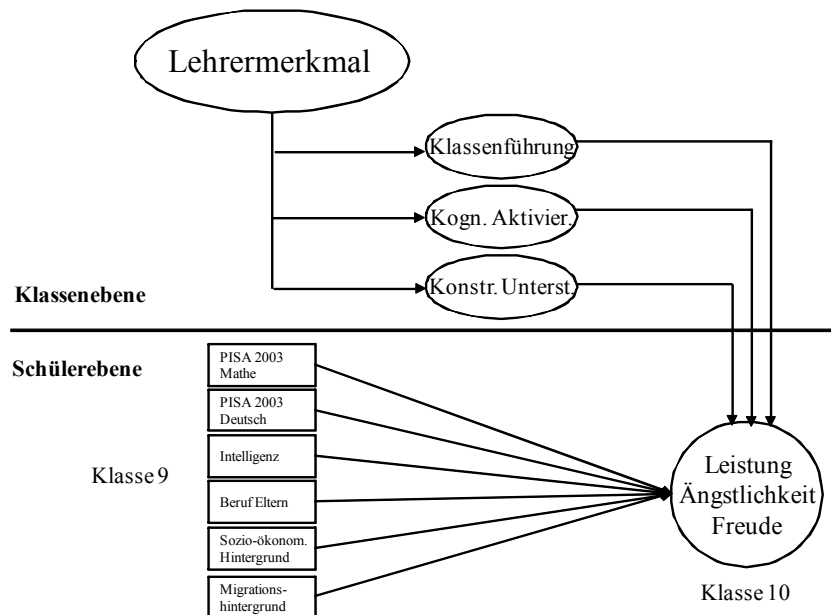 Lehrermerkmal
Klassenführung
Kogn. Aktivier.
Konstr. Unterst.
Klassenebene
Schülerebene
PISA 2003
Mathe
PISA 2003
Deutsch
Intelligenz
Klasse 9
Beruf Eltern
Sozio-ökonom.
Hintergrund
Migrations-
hintergrund
Leistung
Ängstlichkeit
Freude
Klasse 10